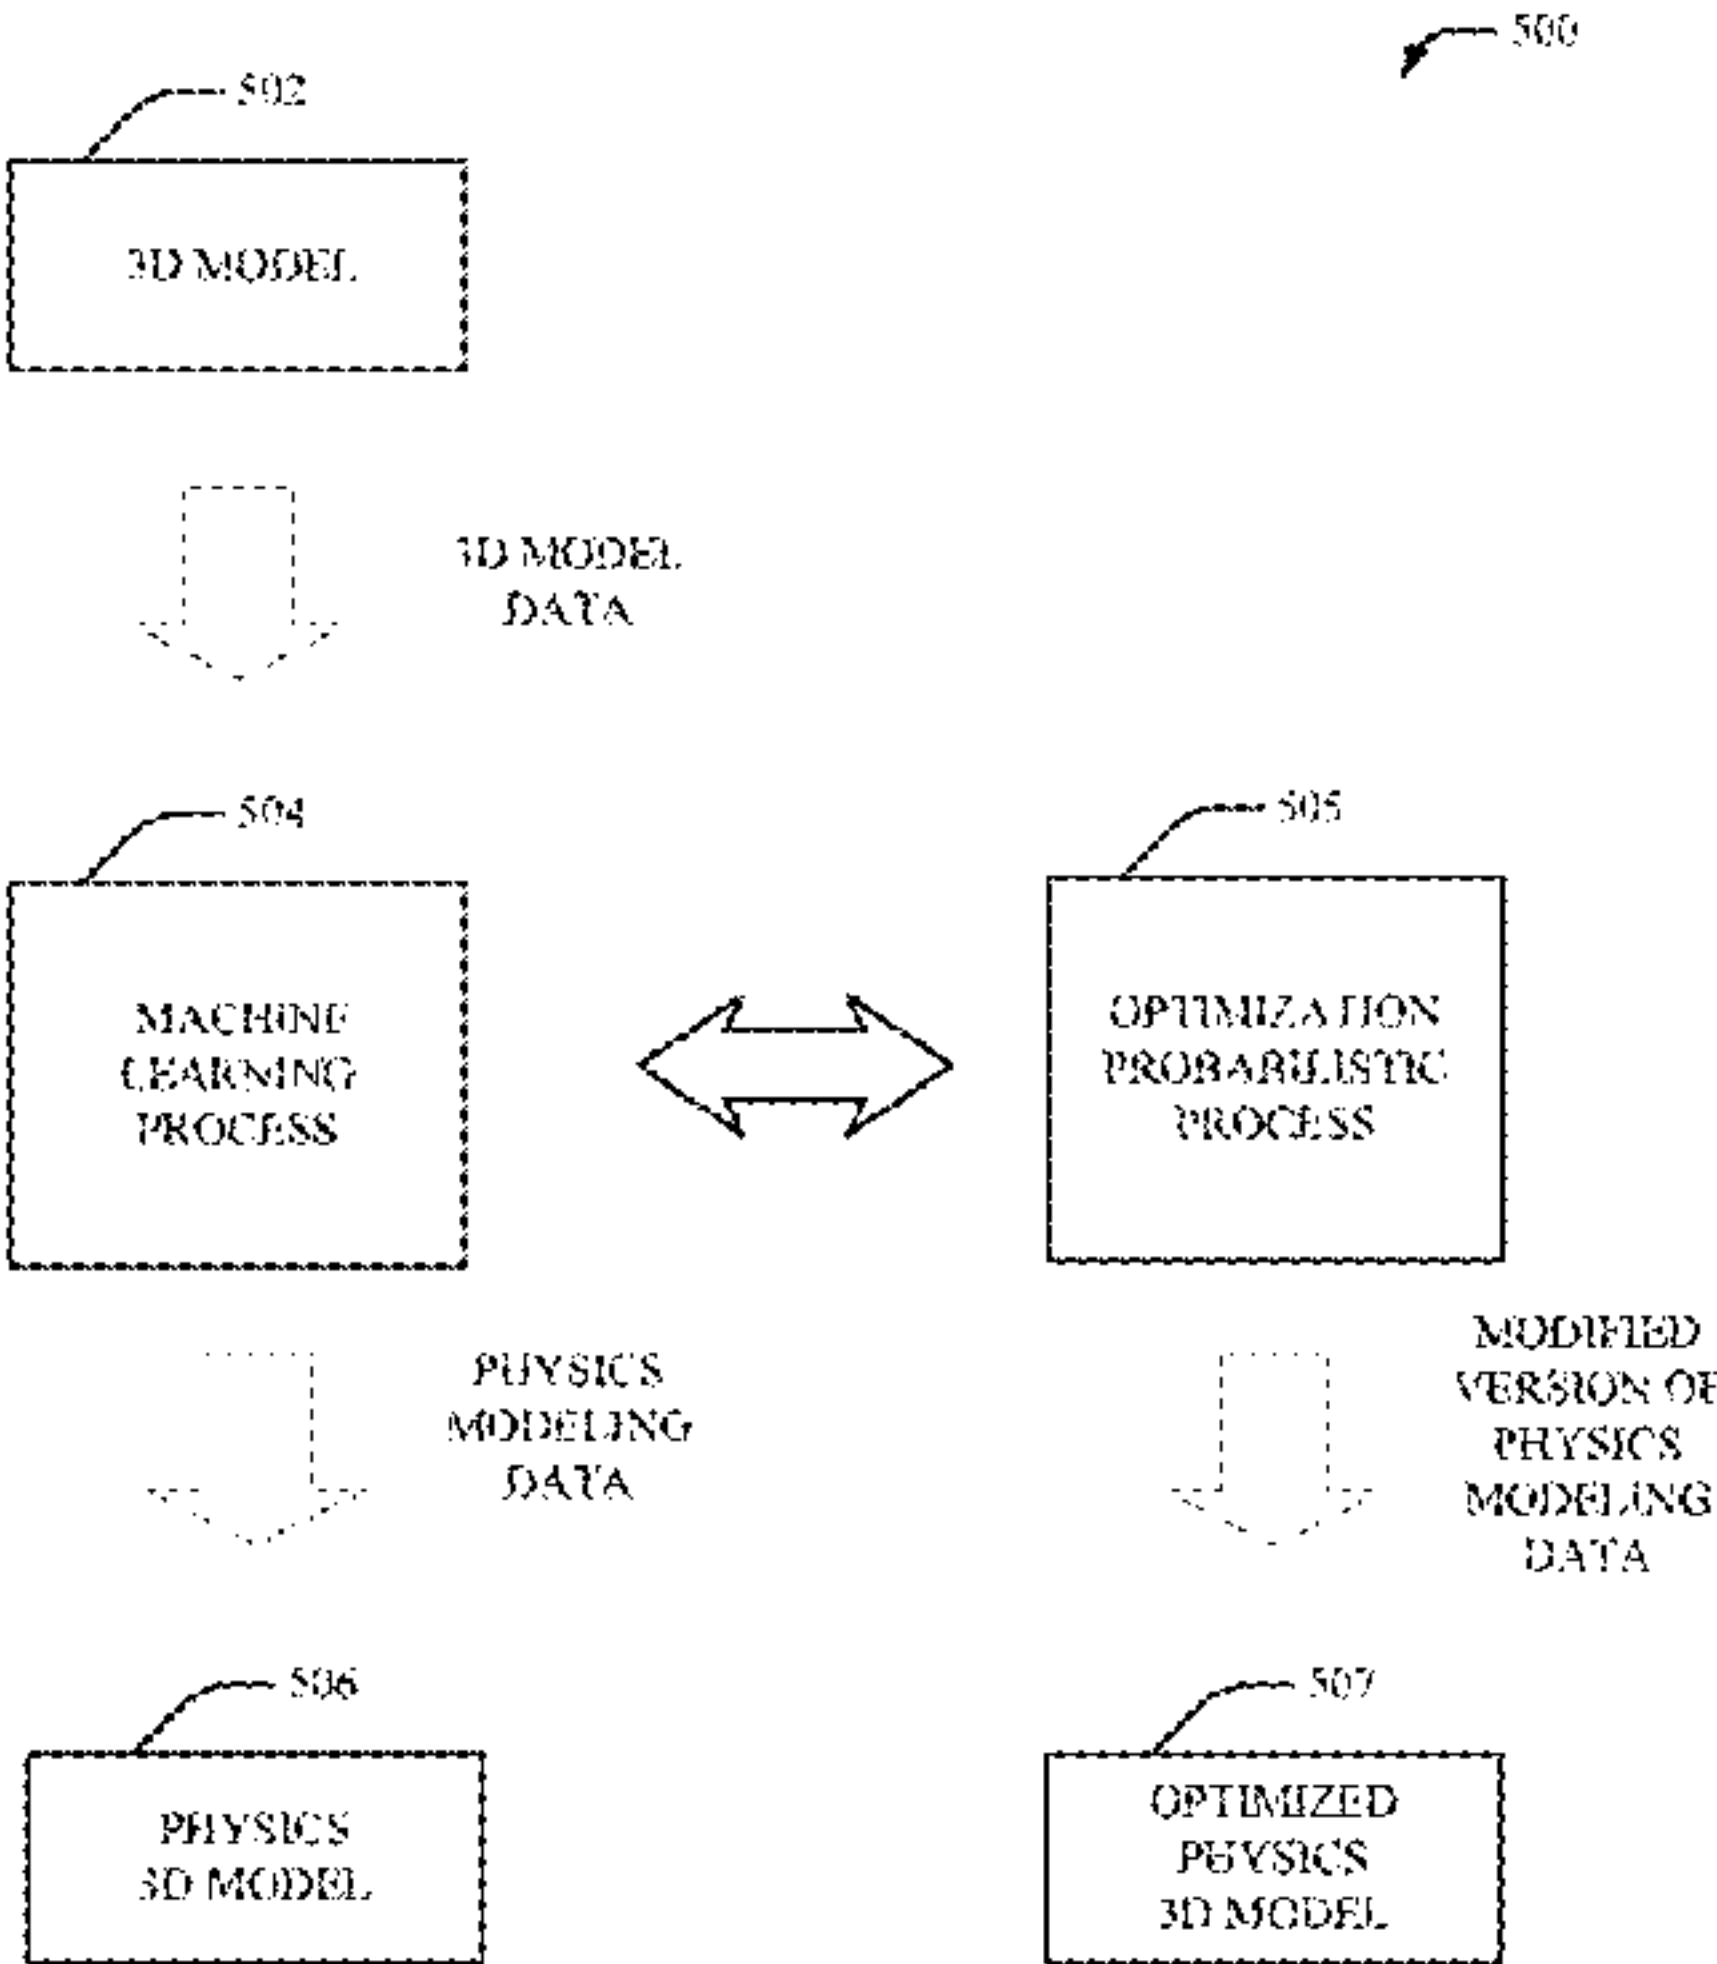 500
502
3D MODEL
3D MODEL
DATA
504
505
MACHINE
LEARNING
PROCESS
OPTIMIZATION
PROBABILISTIC
PROCESS
PHYSICS
MODELING
DATA
MODIFIED
VERSION OF
PHYSICS
MODELING
DATA
506
507
PHYSICS
3D MODEL
OPTIMIZED
PHYSICS
3D MODEL